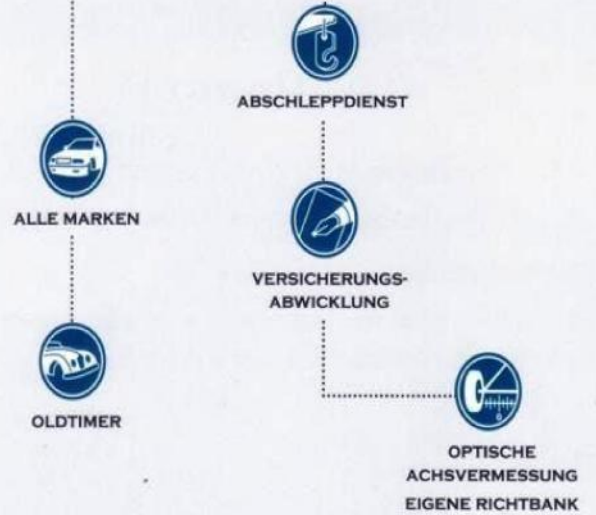 ABSCHLEPPDIENST
ALLE MARKEN
VERSICHERUNGS-
ABWICKLUNG
OLDTIMER
OPTISCHE
ACHSVERMESSUNG
EIGENE RICHTBANK